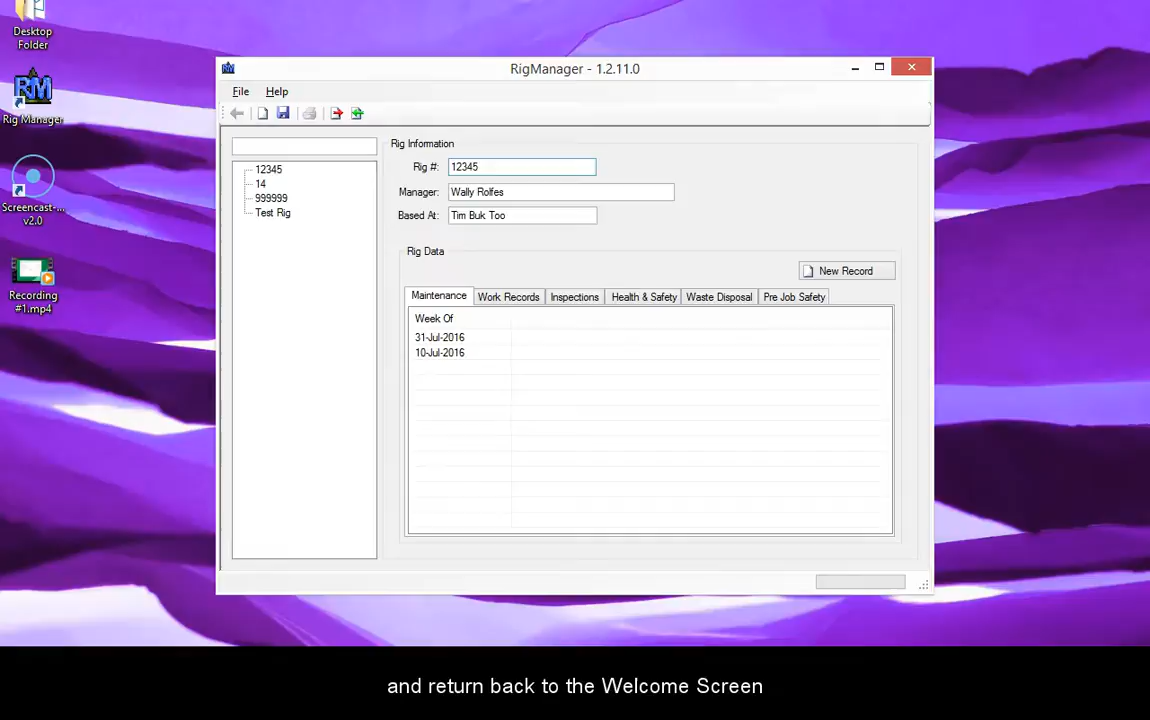 Desktop
Folder
RM
Rig Manager
Screencast-...
v2.0
Recording
#1.mp4
RM
RigManager - 1.2.11.0
File
Help
12345
14
999999
Test Rig
Rig Information
Rig #:
12345
Manager:
Wally Rolfes
Based At:
Tim Buk Too
Rig Data
New Record
Maintenance
Work Records
Inspections
Health & Safety
Waste Disposal
Pre Job Safety
Week Of
31-Jul-2016
10-Jul-2016
and return back to the Welcome Screen